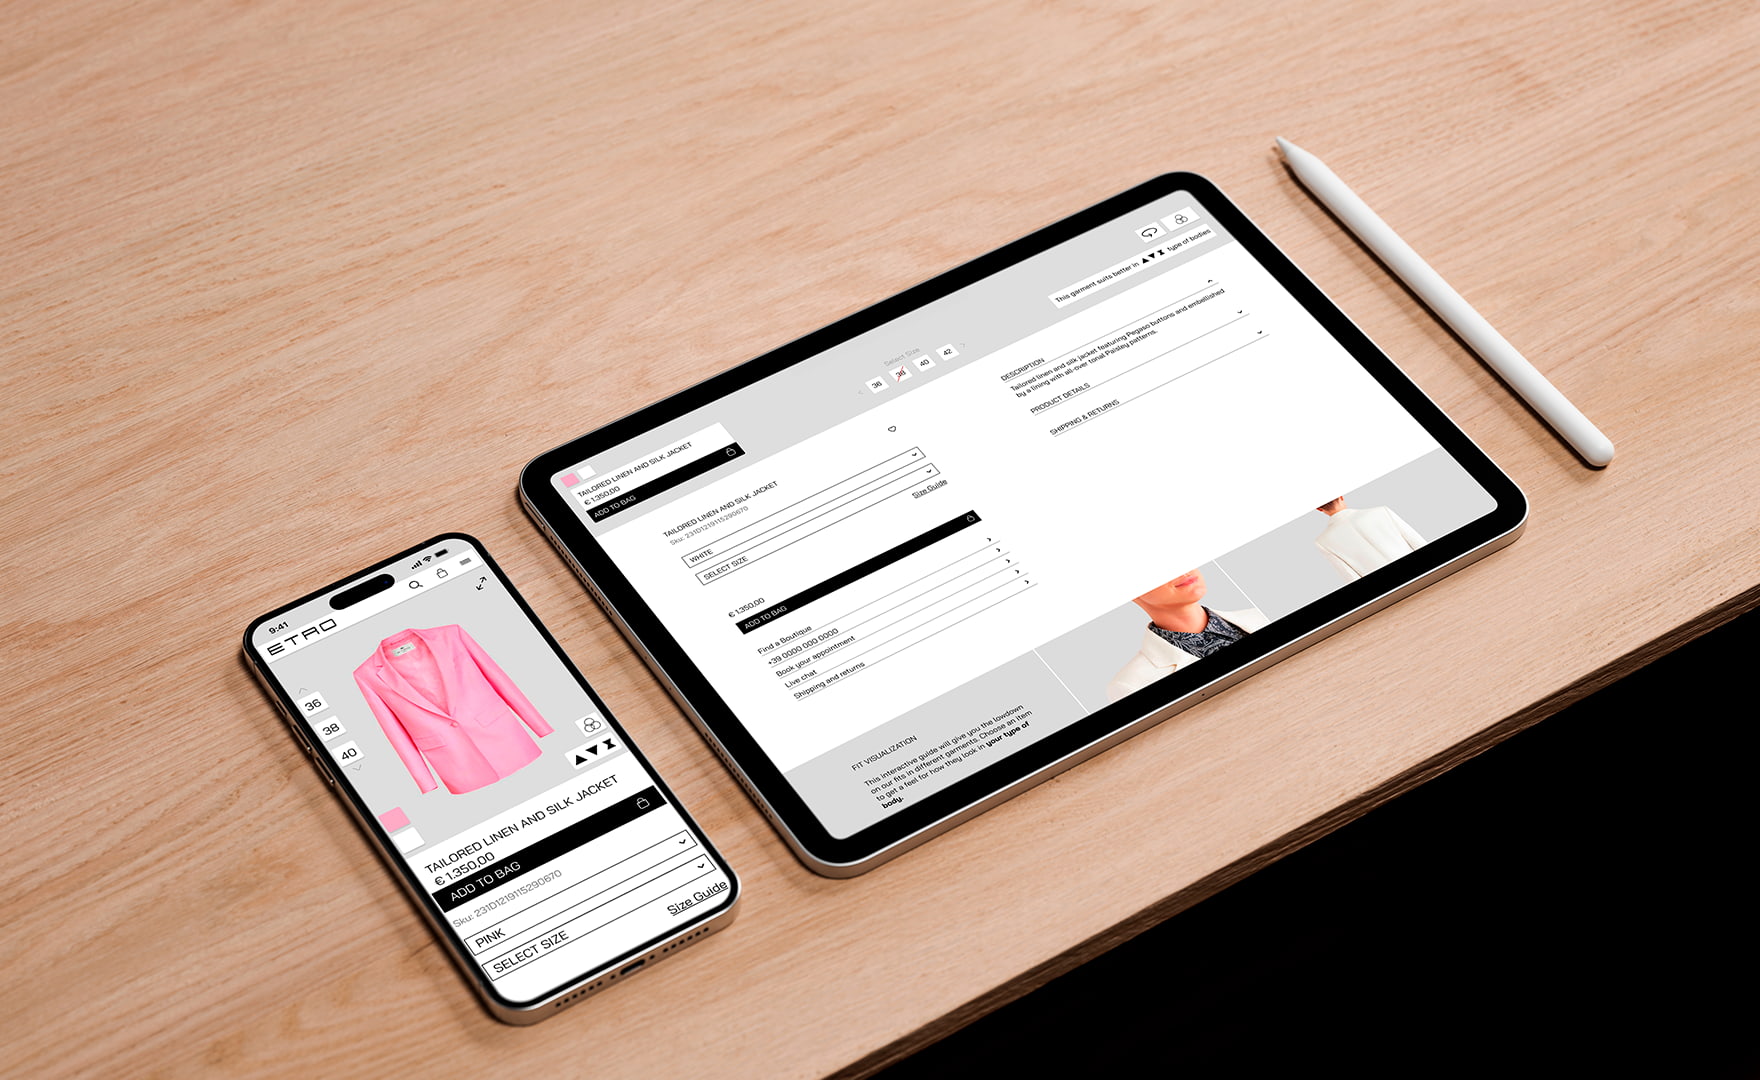 9:41
ETRO
36
38
40
TAILORED LINEN AND SILK JACKET
€ 1.350,00
ADD TO BAG
Sku: 231D1219115290670
PINK
SELECT SIZE
Size Guide
This garment suits better in type of bodies
Select Size
36 38 40 42
TAILORED LINEN AND SILK JACKET
€ 1.350,00
ADD TO BAG
TAILORED LINEN AND SILK JACKET
Sku: 231D1219115290670
WHITE
SELECT SIZE
Size Guide
€ 1.350,00
ADD TO BAG
Find a Boutique
+39 0000 000 0000
Book your appointment
Live chat
Shipping and returns
DESCRIPTION
Tailored linen and silk jacket featuring Pegaso buttons and embellished
by a lining with all-over tonal Paisley patterns.
PRODUCT DETAILS
SHIPPING & RETURNS
FIT VISUALIZATION
This interactive guide will give you the lowdown
on our fits in different garments. Choose an item
to get a feel for how they look in your type of
body.